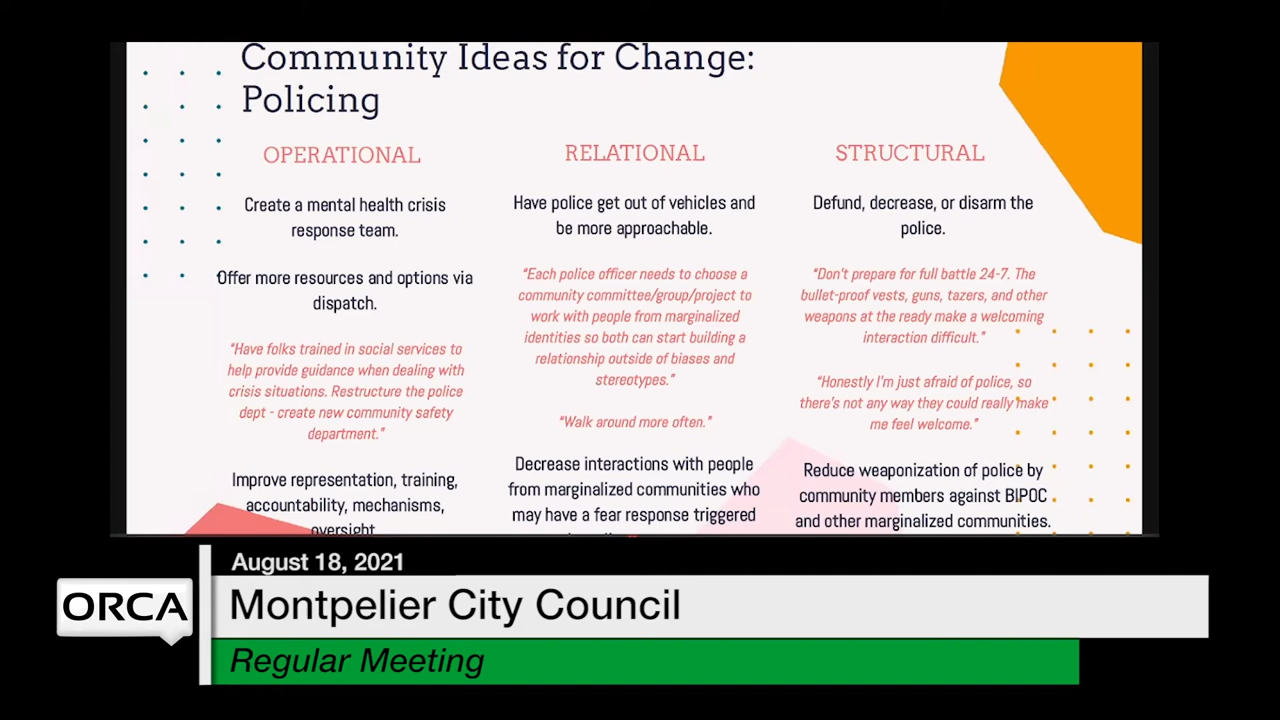 Community Ideas for Change:
Policing
OPERATIONAL
Create a mental health crisis
response team.
Offer more resources and options via
dispatch.
“Have folks trained in social services to
help provide guidance when dealing with
crisis situations. Restructure the police
dept - create new community safety
department.”
Improve representation, training,
accountability, mechanisms,
oversight
RELATIONAL
Have police get out of vehicles and
be more approachable.
“Each police officer needs to choose a
community committee/group/project to
work with people from marginalized
identities so both can start building a
relationship outside of biases and
stereotypes.”
“Walk around more often.”
Decrease interactions with people
from marginalized communities who
may have a fear response triggered
STRUCTURAL
Defund, decrease, or disarm the
police.
“Don't prepare for full battle 24-7. The
bullet-proof vests, guns, tazers, and other
weapons at the ready make a welcoming
interaction difficult.”
“Honestly I'm just afraid of police, so
there's not any way they could really make
me feel welcome.”
Reduce weaponization of police by
community members against BIPOC
and other marginalized communities.
August 18, 2021
ORCA
Montpelier City Council
Regular Meeting